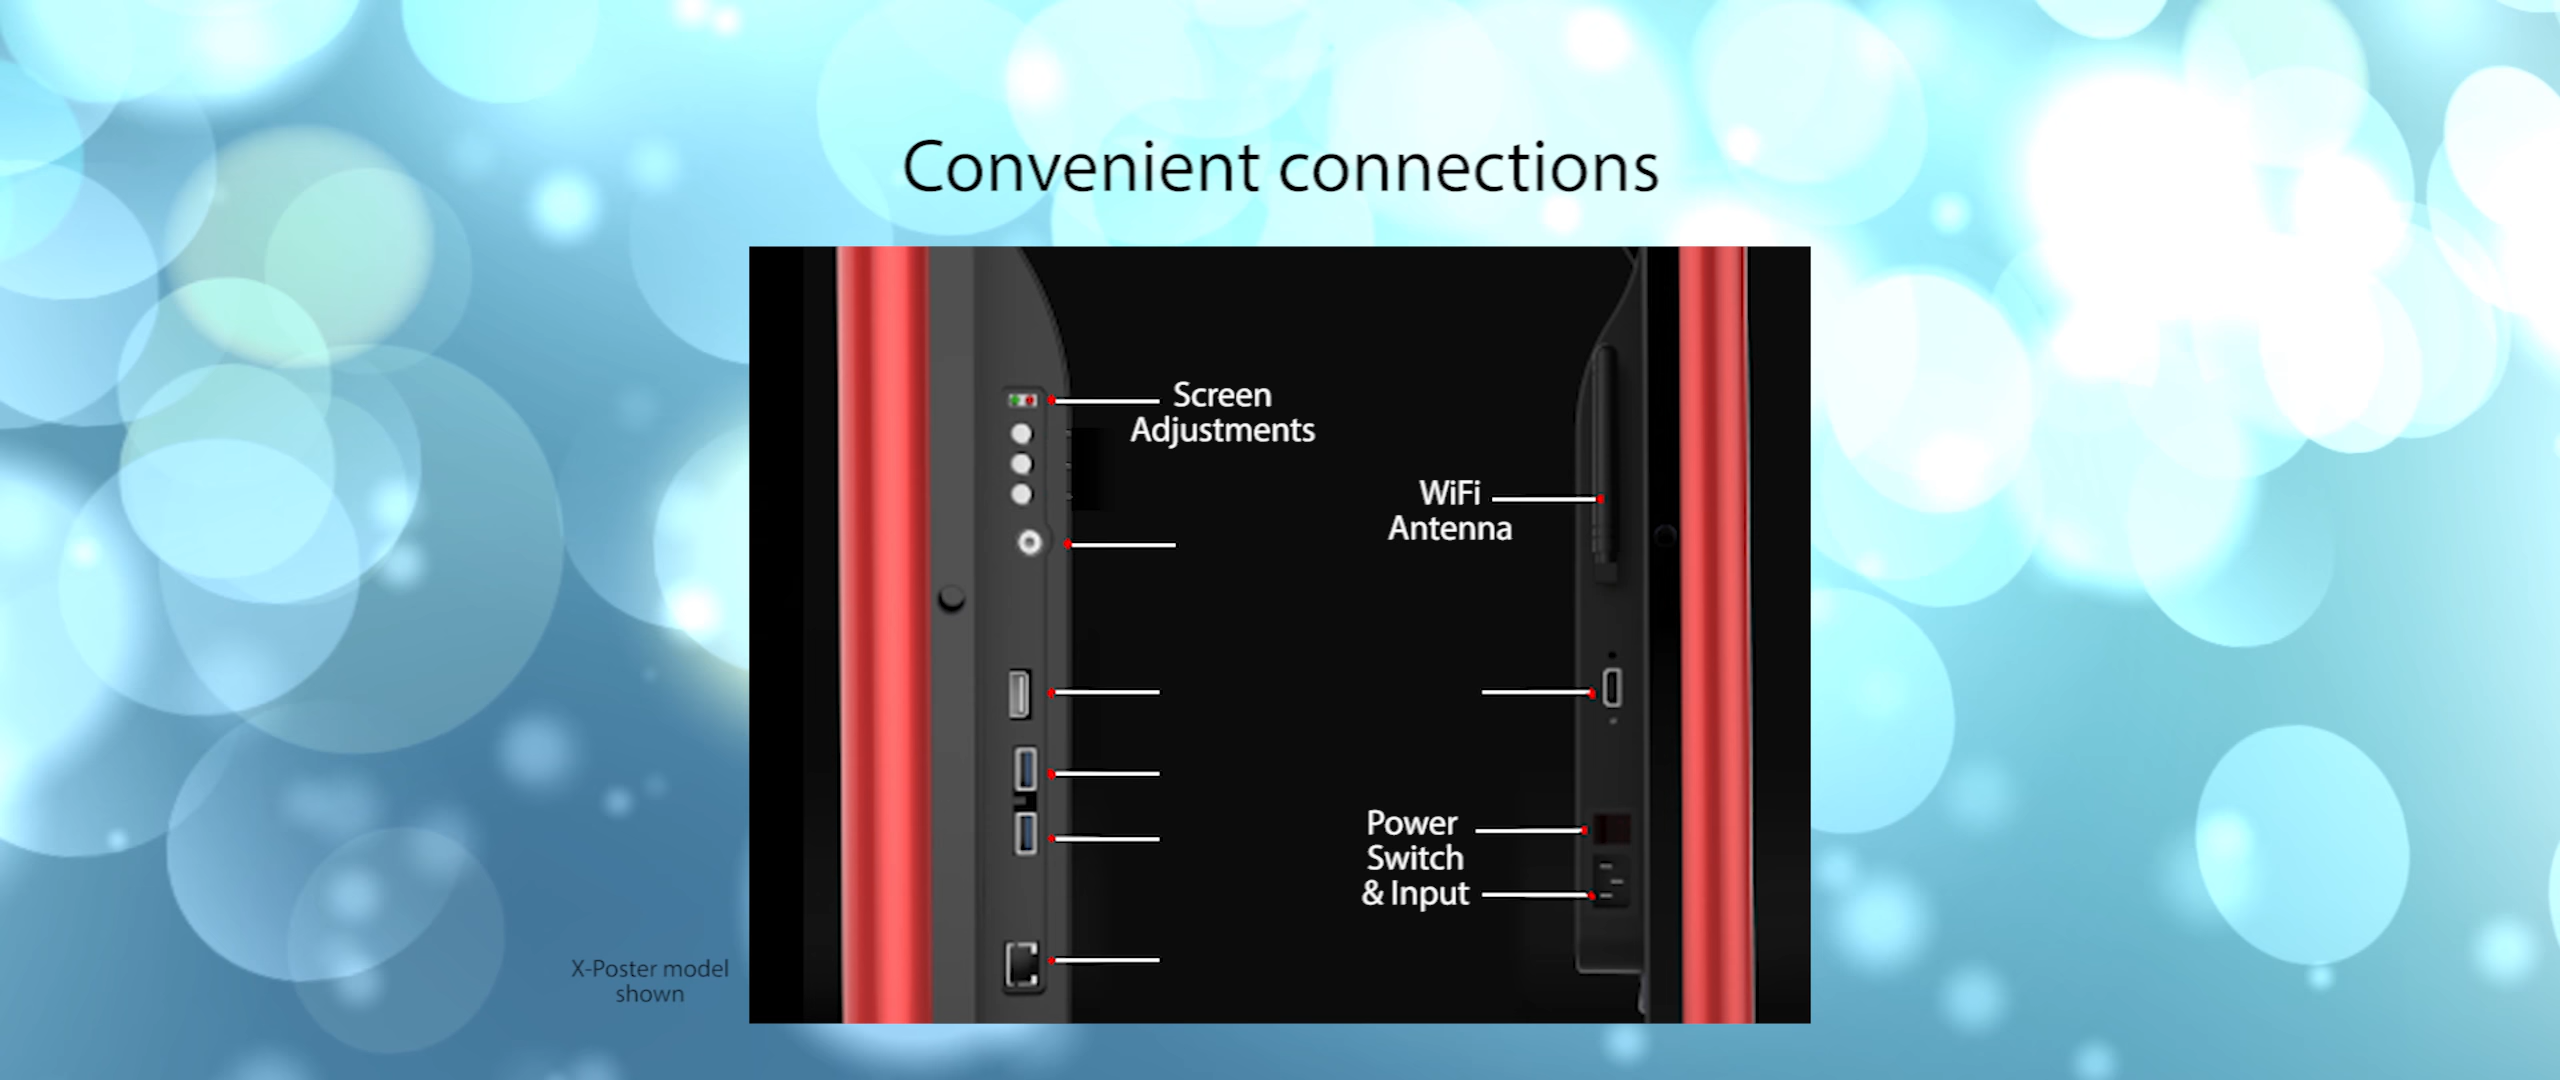 Convenient connections
Screen
Adjustments
WiFi
Antenna
Power
Switch
& Input
X-Poster model
shown